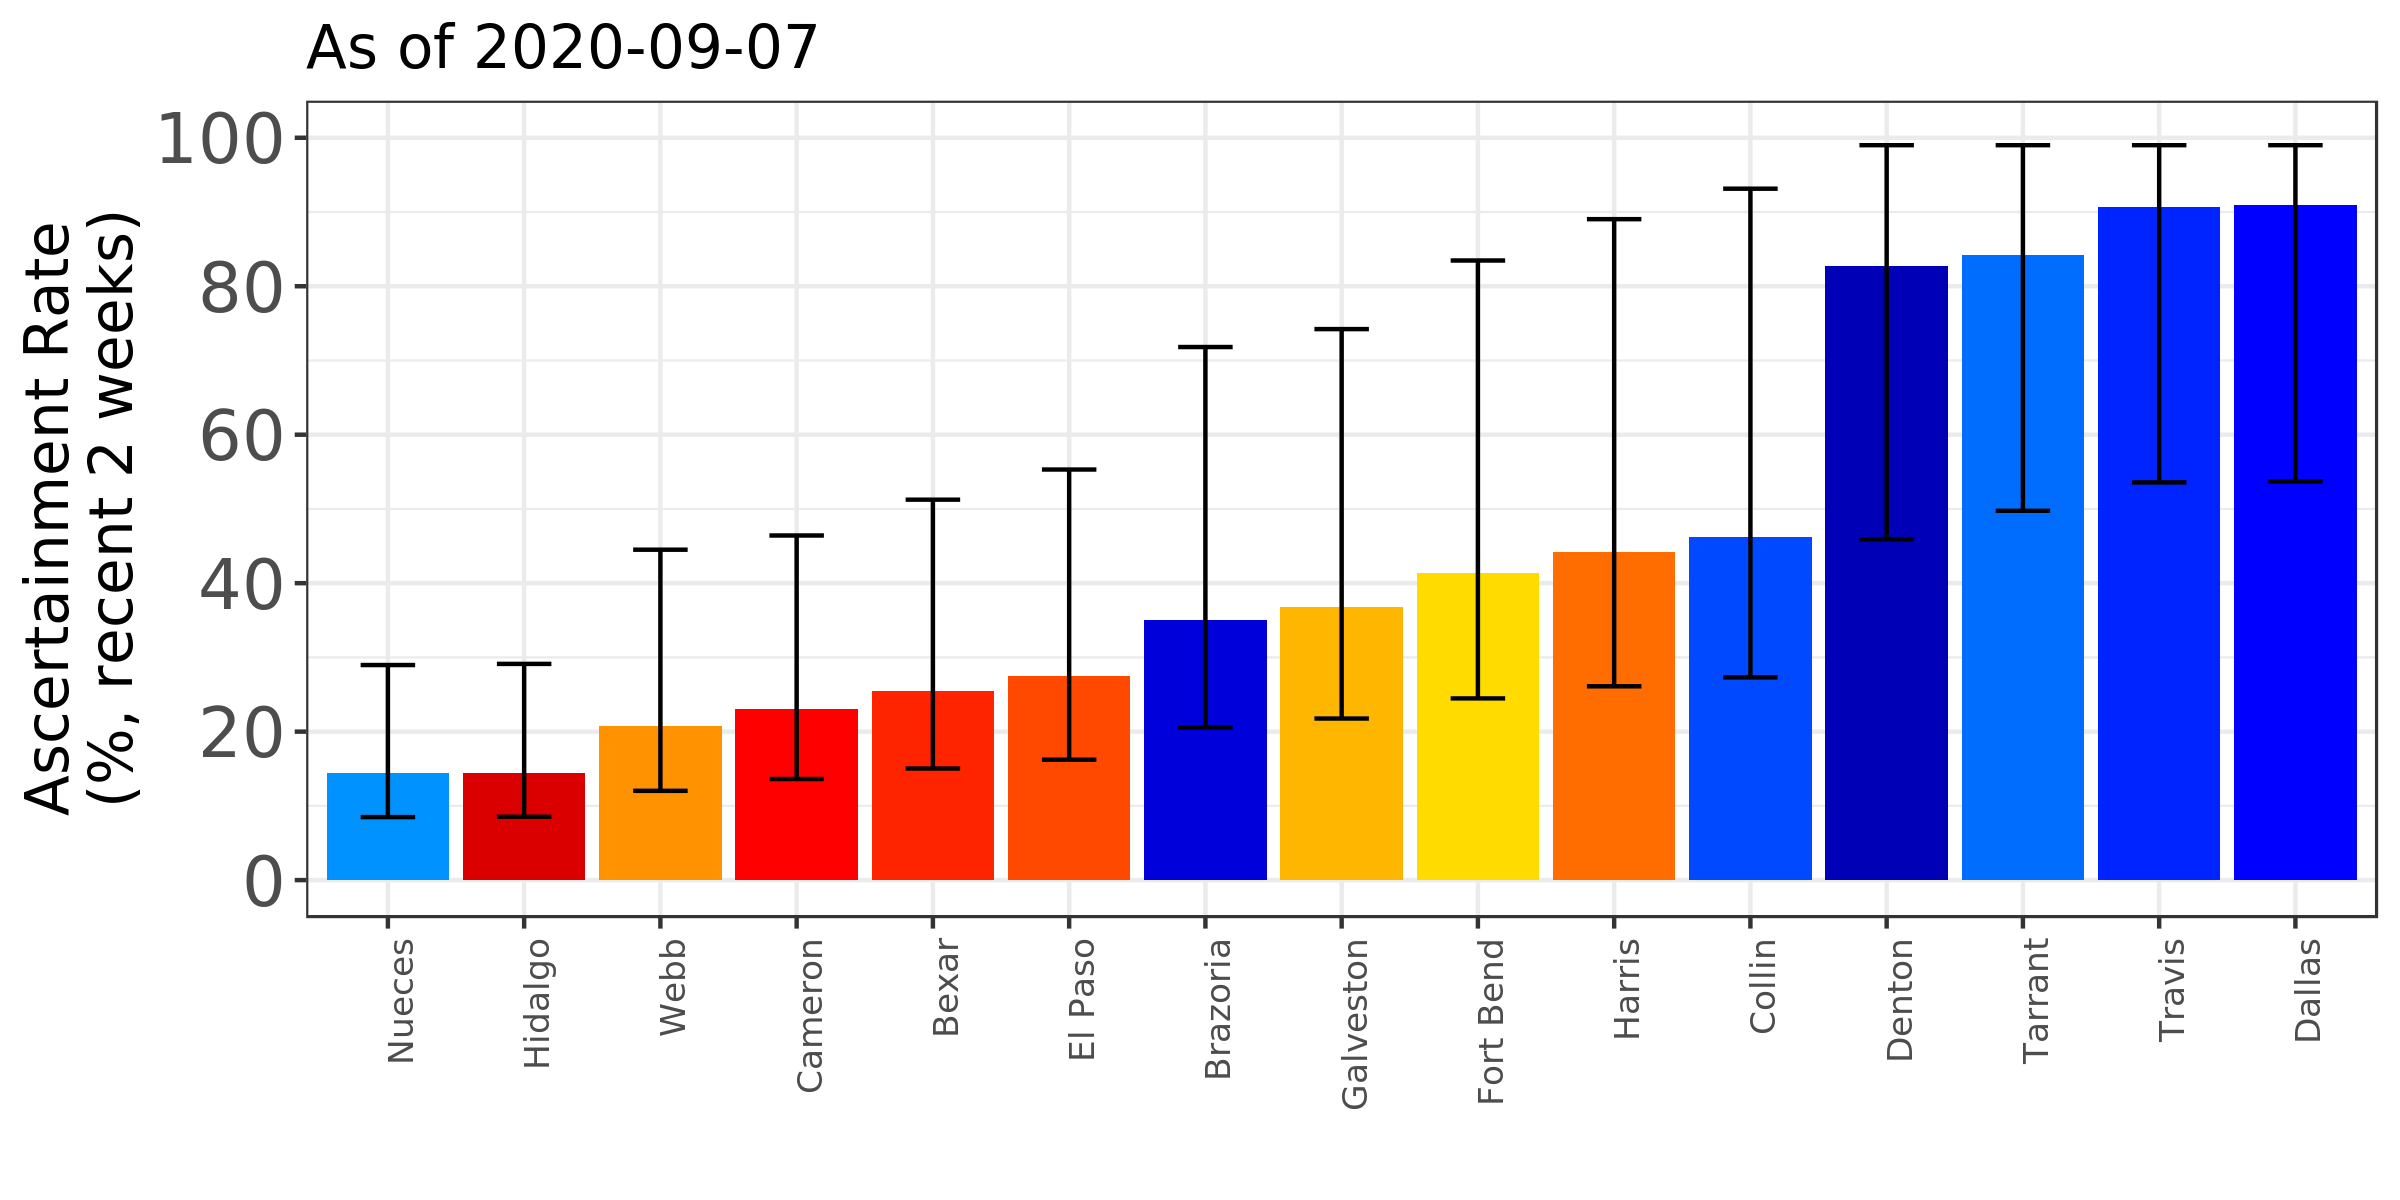 As of 2020-09-07
Ascertainment Rate
(%, recent 2 weeks)
100
80
60
40
20
0
Nueces
Hidalgo
Webb
Cameron
Bexar
El Paso
Brazoria
Galveston
Fort Bend
Harris
Collin
Denton
Tarrant
Travis
Dallas